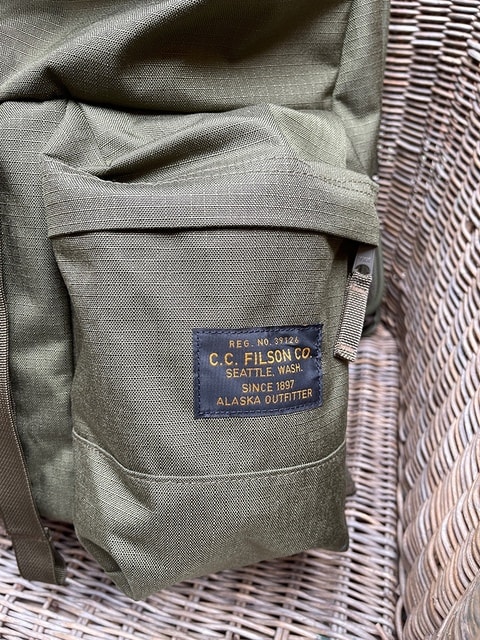 REG. NO. 39126
C.C. FILSON CO.
SEATTLE, WASH.
SINCE 1897
ALASKA OUTFITTER